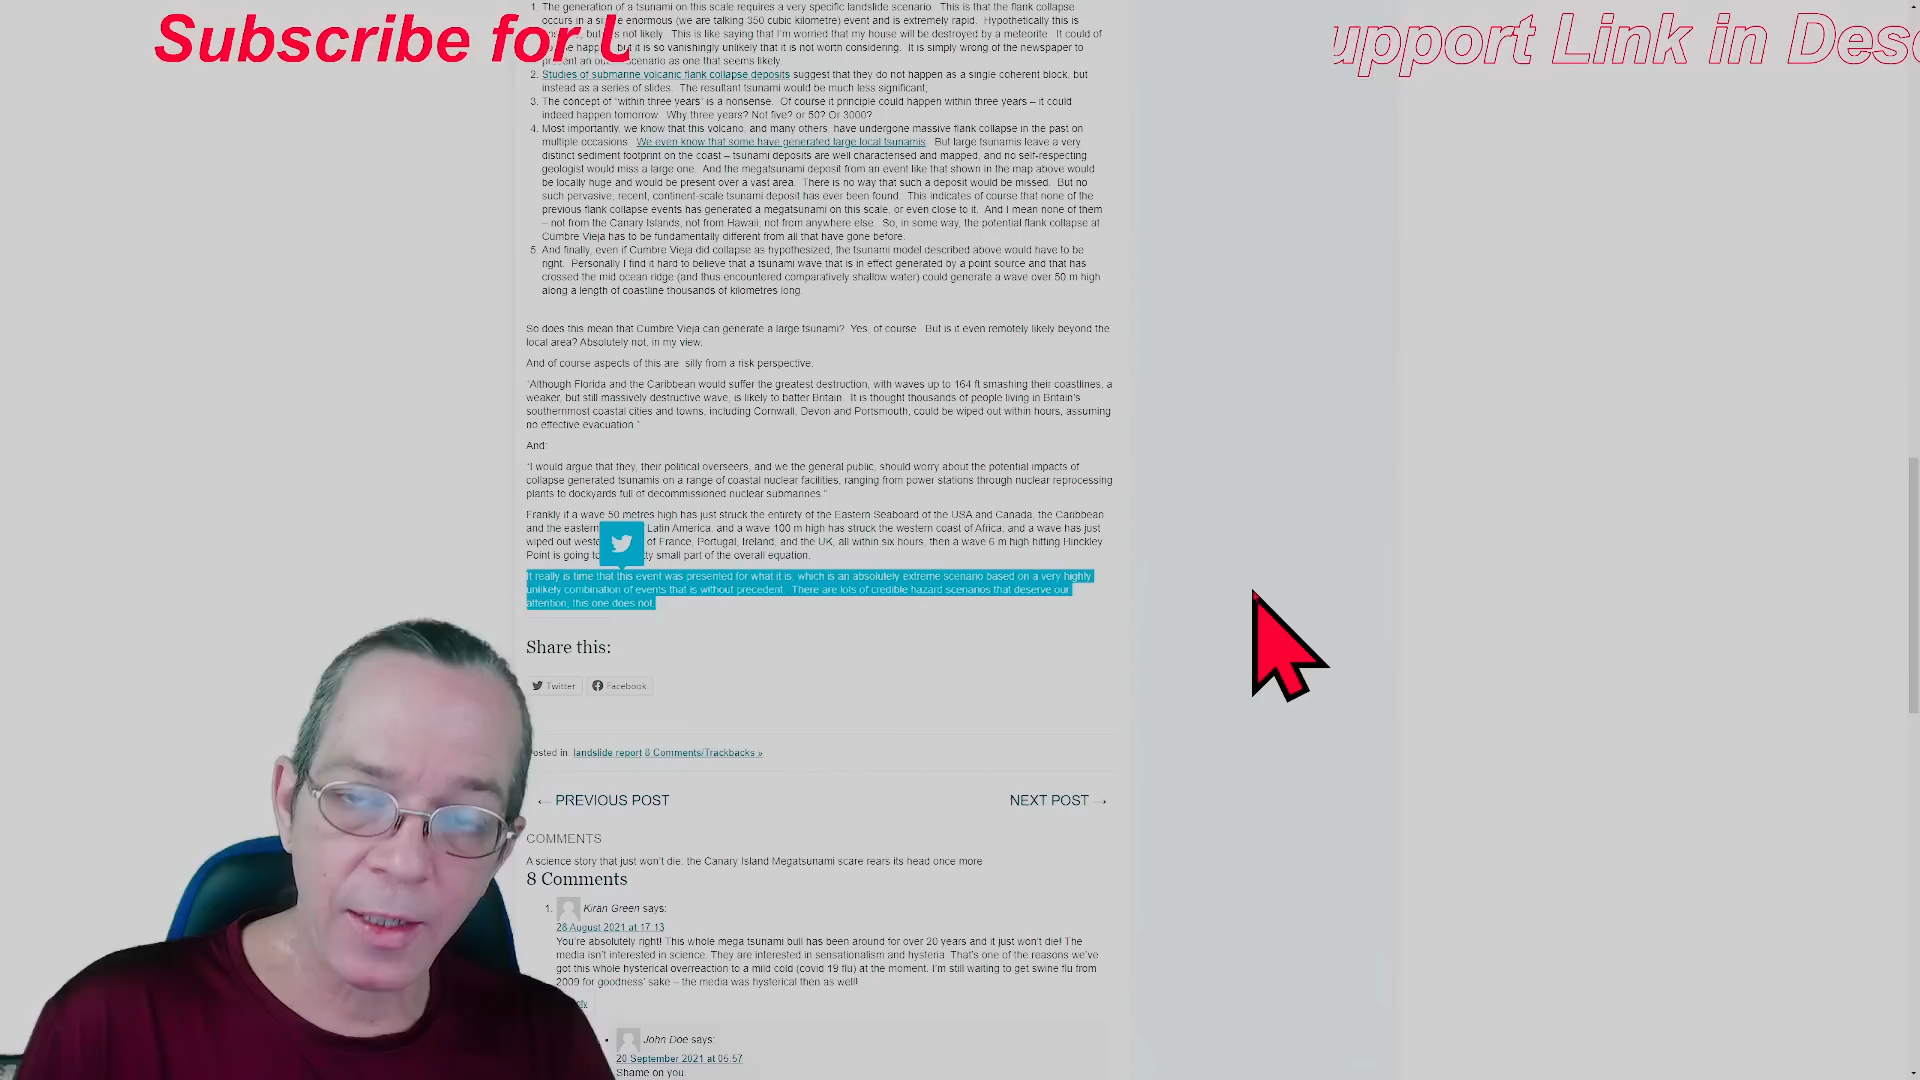 Subscribe for L
upport Link in Desc
1. The generation of a tsunami on this scale requires a very specific landslide scenario. This is that the flank collapse
occurs in a si e enormous (we are talking 350 cubic kilometre) event and is extremely rapid. Hypothetically this is
but is not likely. This is like saying that I'm worried that my house will be destroyed by a meteorite. It could of
happ but it is so vanishingly unlikely that it is not worth considering. It is simply wrong of the newspaper to
present an ou scenario as one that seems likely.
2. Studies of submarine volcanic flank collapse deposits suggest that they do not happen as a single coherent block, but
instead as a series of slides. The resultant tsunami would be much less significant;
3. The concept of "within three years" is a nonsense. Of course it principle could happen within three years – it could
indeed happen tomorrow. Why three years? Not five? or 50? Or 3000?
4. Most importantly, we know that this volcano, and many others, have undergone massive flank collapse in the past on
multiple occasions. We even know that some have generated large local tsunamis. But large tsunamis leave a very
distinct sediment footprint on the coast – tsunami deposits are well characterised and mapped, and no self-respecting
geologist would miss a large one. And the megatsunami deposit from an event like that shown in the map above would
be locally huge and would be present over a vast area. There is no way that such a deposit would be missed. But no
such pervasive, recent, continent-scale tsunami deposit has ever been found. This indicates of course that none of the
previous flank collapse events has generated a megatsunami on this scale, or even close to it. And I mean none of them
– not from the Canary Islands, not from Hawaii, not from anywhere else. So, in some way, the potential flank collapse at
Cumbre Vieja has to be fundamentally different from all that have gone before.
5. And finally, even if Cumbre Vieja did collapse as hypothesized, the tsunami model described above would have to be
right. Personally I find it hard to believe that a tsunami wave that is in effect generated by a point source and that has
crossed the mid ocean ridge (and thus encountered comparatively shallow water) could generate a wave over 50 m high
along a length of coastline thousands of kilometres long.
So does this mean that Cumbre Vieja can generate a large tsunami? Yes, of course. But is it even remotely likely beyond the
local area? Absolutely not, in my view.
And of course aspects of this are silly from a risk perspective.
"Although Florida and the Caribbean would suffer the greatest destruction, with waves up to 164 ft smashing their coastlines, a
weaker, but still massively destructive wave, is likely to batter Britain. It is thought thousands of people living in Britain's
southernmost coastal cities and towns, including Cornwall, Devon and Portsmouth, could be wiped out within hours, assuming
no effective evacuation."
And:
"I would argue that they, their political overseers, and we the general public, should worry about the potential impacts of
collapse generated tsunamis on a range of coastal nuclear facilities, ranging from power stations through nuclear reprocessing
plants to dockyards full of decommissioned nuclear submarines."
Frankly if a wave 50 metres high has just struck the entirety of the Eastern Seaboard of the USA and Canada, the Caribbean
and the eastern Latin America; and a wave 100 m high has struck the western coast of Africa; and a wave has just
wiped out weste of France, Portugal, Ireland, and the UK, all within six hours, then a wave 6 m high hitting Hinckley
Point is going to tty small part of the overall equation.
It really is time that this event was presented for what it is, which is an absolutely extreme scenario based on a very highly
unlikely combination of events that is without precedent. There are lots of credible hazard scenarios that deserve our
attention; this one does not.
Share this:
Twitter Facebook
osted in: landslide report 8 Comments/Trackbacks »
← PREVIOUS POST NEXT POST →
COMMENTS
A science story that just won't die: the Canary Island Megatsunami scare rears its head once more
8 Comments
1. Kiran Green says:
28 August 2021 at 17:13
You're absolutely right! This whole mega tsunami bull has been around for over 20 years and it just won't die! The
media isn't interested in science. They are interested in sensationalism and hysteria. That's one of the reasons we've
got this whole hysterical overreaction to a mild cold (covid 19 flu) at the moment. I'm still waiting to get swine flu from
2009 for goodness' sake – the media was hysterical then as well!
John Doe says:
20 September 2021 at 05:57
Shame on you.